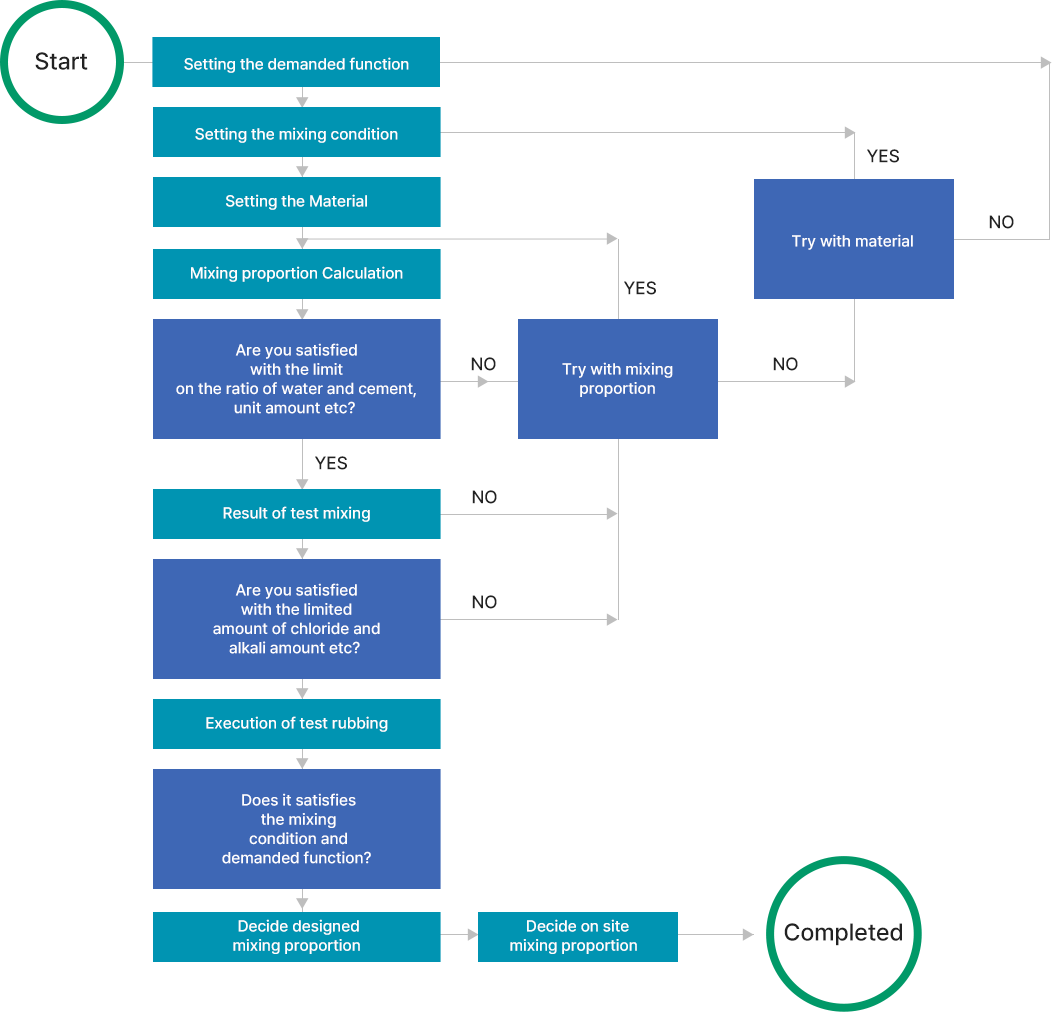 Start
Setting the demanded function
Setting the mixing condition
YES
Setting the Material
NO
Try with material
Mixing proportion Calculation
YES
Are you satisfied
with the limit
on the ratio of water and cement,
unit amount etc?
NO
Try with mixing
proportion
NO
YES
Result of test mixing
NO
Are you satisfied
with the limited
amount of chloride and
alkali amount etc?
NO
Execution of test rubbing
Does it satisfies
the mixing
condition and
demanded function?
Decide designed
mixing proportion
Decide on site
mixing proportion
Completed